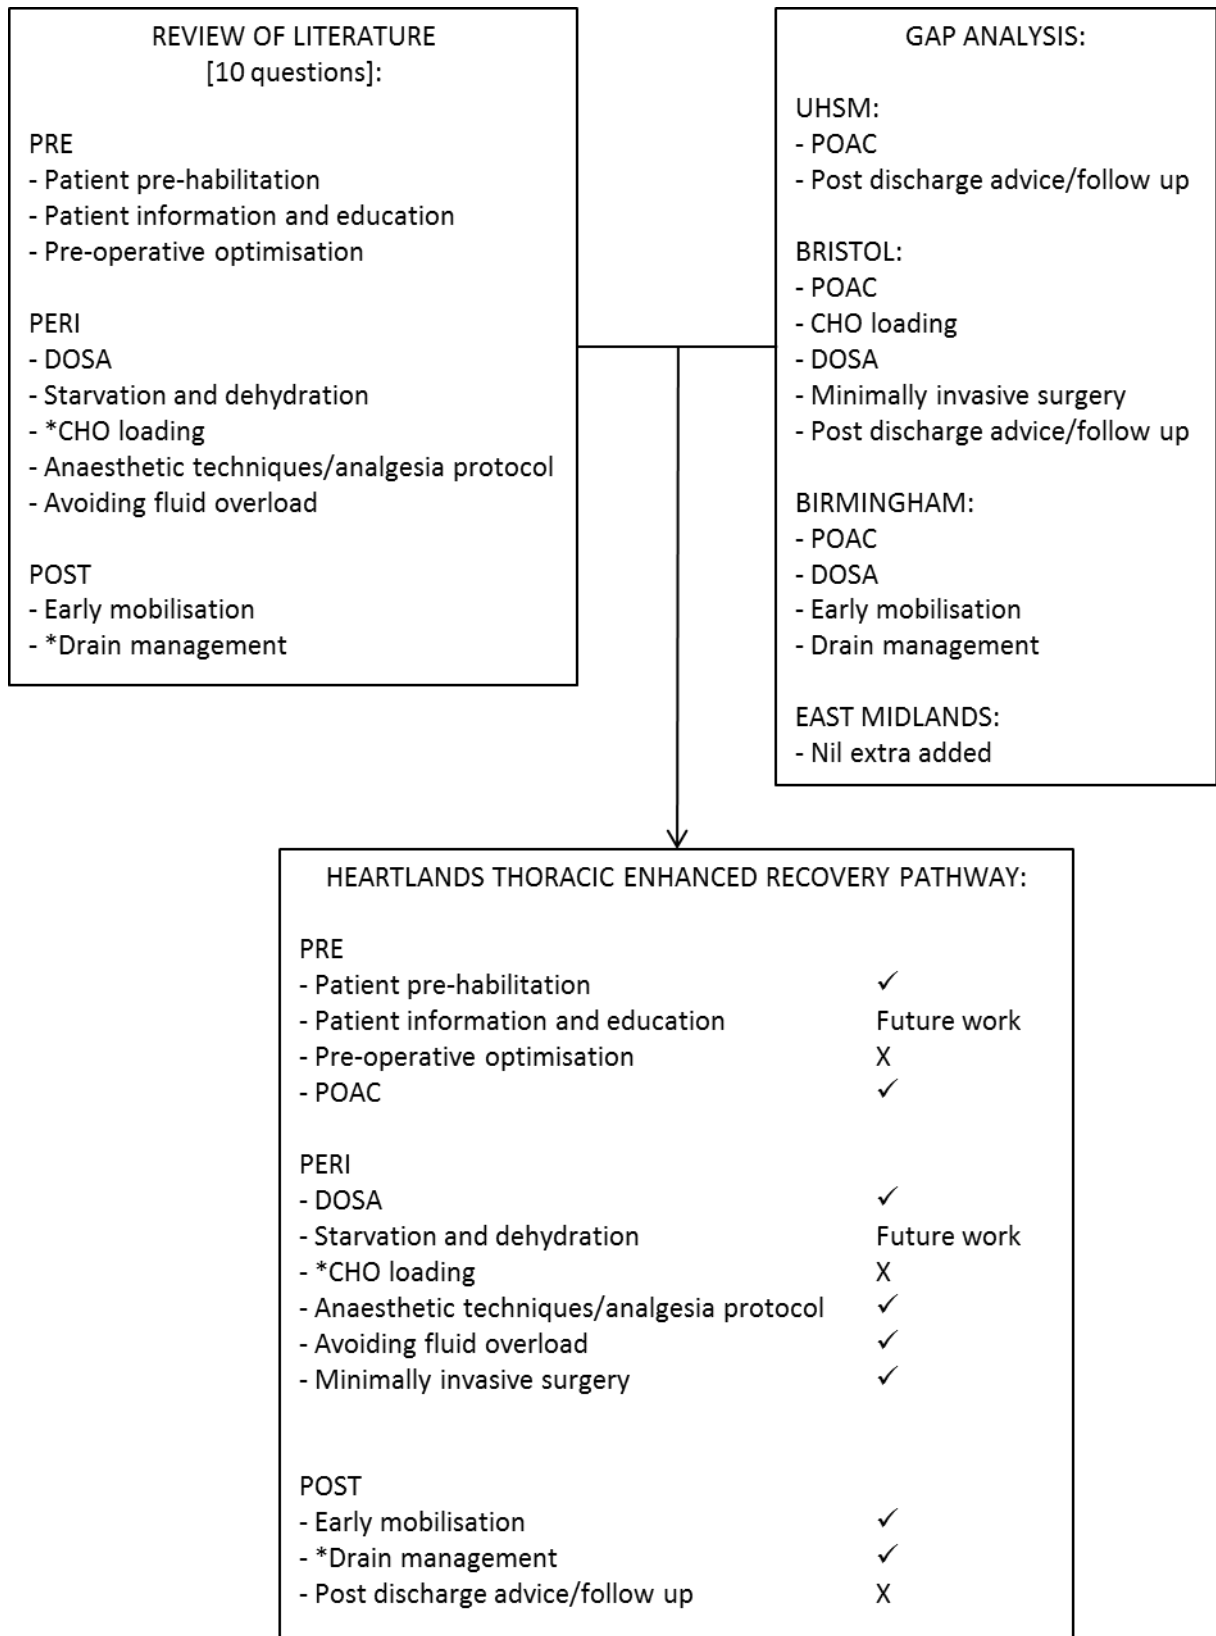 REVIEW OF LITERATURE
[10 questions]:
PRE
- Patient pre-habilitation
- Patient information and education
- Pre-operative optimisation
PERI
- DOSA
- Starvation and dehydration
- *CHO loading
- Anaesthetic techniques/analgesia protocol
- Avoiding fluid overload
POST
- Early mobilisation
- *Drain management
GAP ANALYSIS:
UHSM:
- POAC
- Post discharge advice/follow up
BRISTOL:
- POAC
- CHO loading
- DOSA
- Minimally invasive surgery
- Post discharge advice/follow up
BIRMINGHAM:
- POAC
- DOSA
- Early mobilisation
- Drain management
EAST MIDLANDS:
- Nil extra added
HEARTLANDS THORACIC ENHANCED RECOVERY PATHWAY:
PRE
- Patient pre-habilitation ✓
- Patient information and education Future work
- Pre-operative optimisation X
- POAC ✓
PERI
- DOSA ✓
- Starvation and dehydration Future work
- *CHO loading X
- Anaesthetic techniques/analgesia protocol ✓
- Avoiding fluid overload ✓
- Minimally invasive surgery ✓
POST
- Early mobilisation ✓
- *Drain management ✓
- Post discharge advice/follow up X